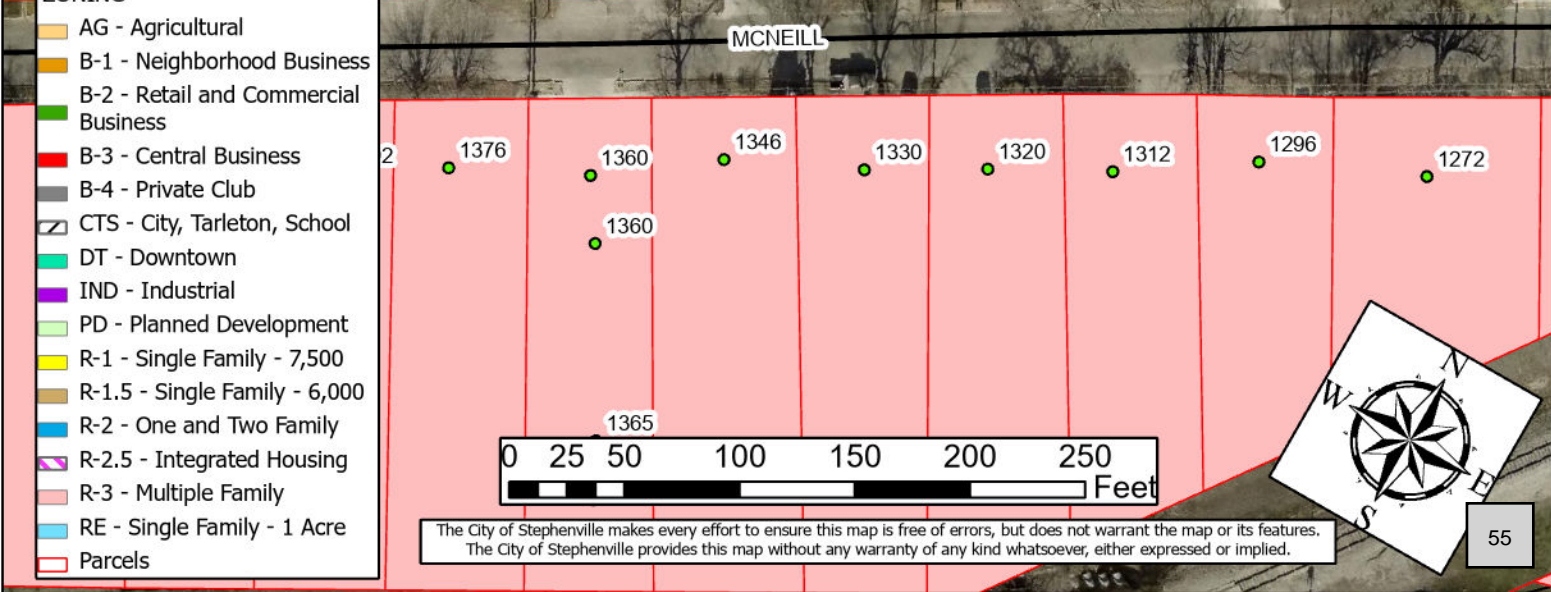 AG - Agricultural
B-1 - Neighborhood Business
B-2 - Retail and Commercial
Business
B-3 - Central Business
B-4 - Private Club
CTS - City, Tarleton, School
DT - Downtown
IND - Industrial
PD - Planned Development
R-1 - Single Family - 7,500
R-1.5 - Single Family - 6,000
R-2 - One and Two Family
R-2.5 - Integrated Housing
R-3 - Multiple Family
RE - Single Family - 1 Acre
Parcels
MCNEILL
2
1376
1360
1346
1330
1320
1312
1296
1272
1360
1365
0 25 50 100 150 200 250
Feet
The City of Stephenville makes every effort to ensure this map is free of errors, but does not warrant the map or its features.
The City of Stephenville provides this map without any warranty of any kind whatsoever, either expressed or implied.
N
W
E
S
55